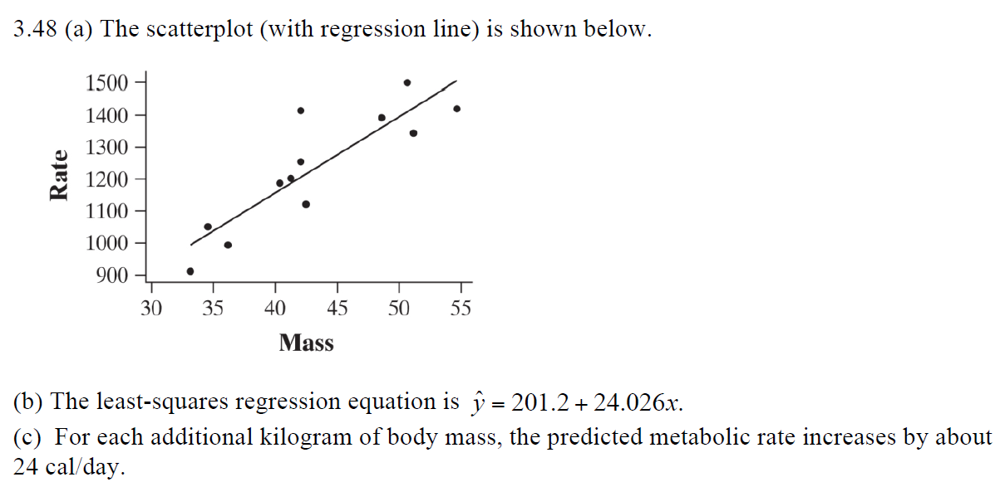 3.48 (a) The scatterplot (with regression line) is shown below.
1500
1400
1300
1200
1100
1000
900
Rate
30 35 40 45 50 55
Mass
(b) The least-squares regression equation is ŷ = 201.2 + 24.026x.
(c) For each additional kilogram of body mass, the predicted metabolic rate increases by about
24 cal/day.